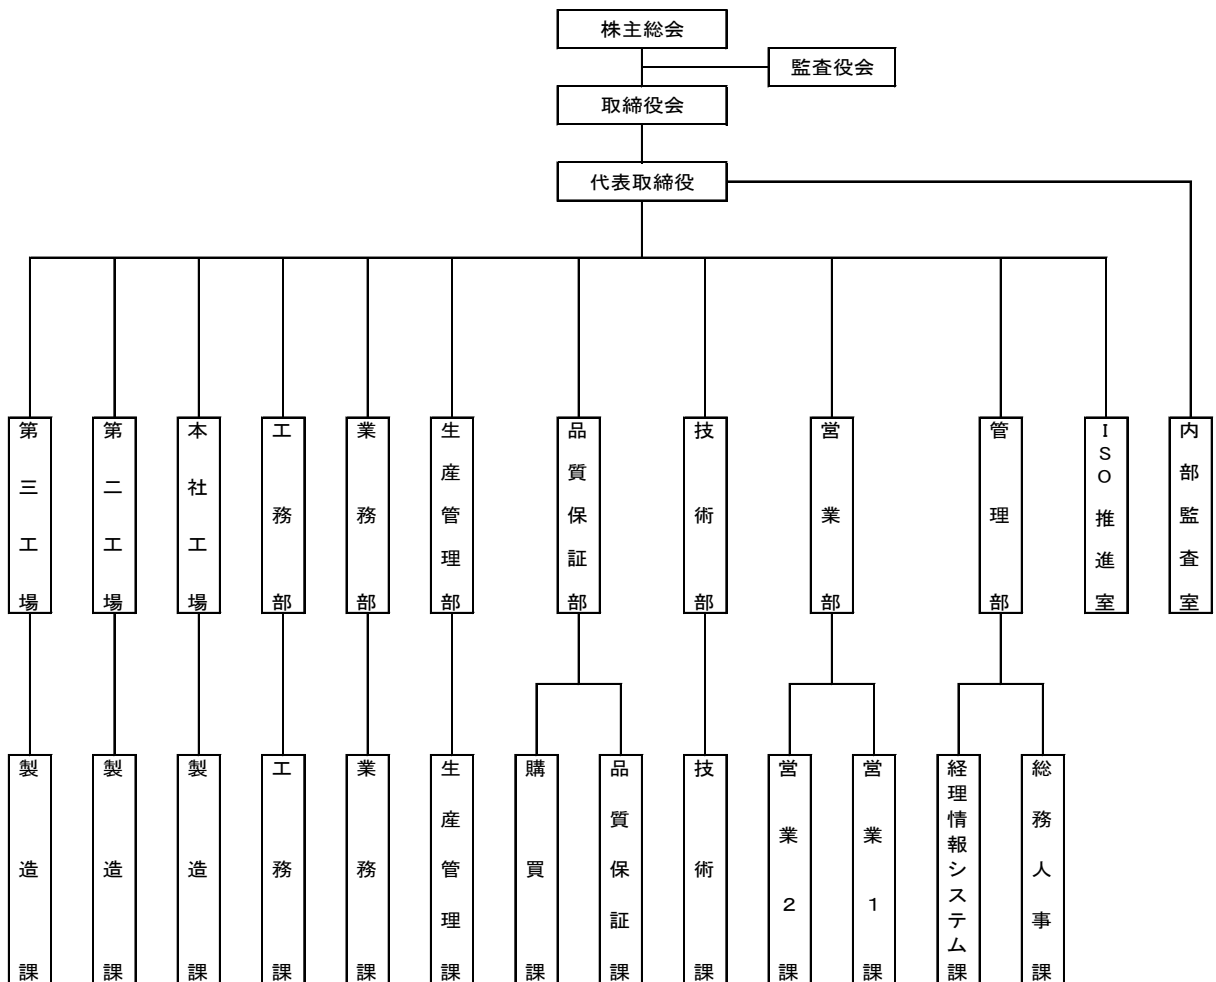 株主総会
監査役会
取締役会
代表取締役
第三工場
第二工場
本社工場
工務部
業務部
生産管理部
品質保証部
技術部
営業部
管理部
ISO推進室
内部監査室
製造課
製造課
製造課
工務課
業務課
生産管理課
購買課
品質保証課
技術課
営業2課
営業1課
経理情報システム課
総務人事課